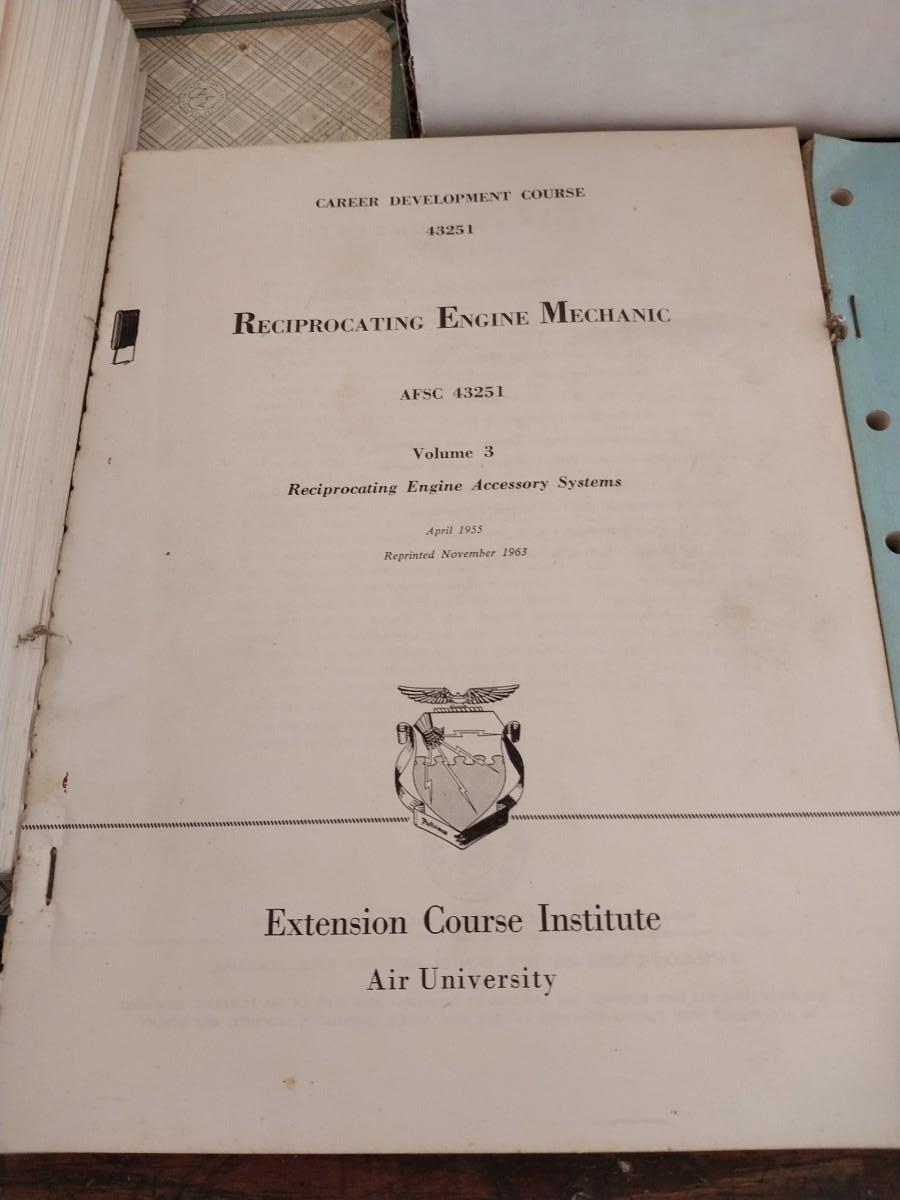 CAREER DEVELOPMENT COURSE
43251
RECIPROCATING ENGINE MECHANIC
AFSC 43251
Volume 3
Reciprocating Engine Accessory Systems
April 1955
Reprinted November 1963
Extension Course Institute
Air University